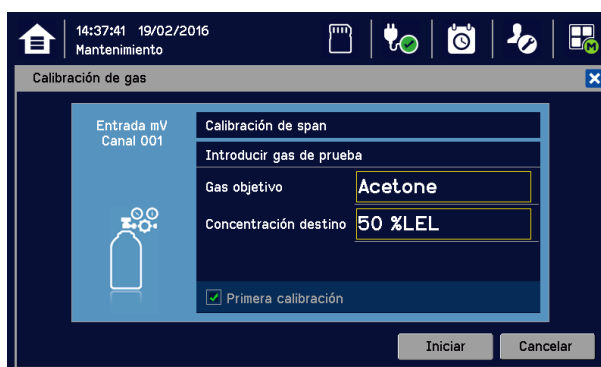 14:37:41 19/02/2016
Mantenimiento
M
Calibración de gas
Entrada mV
Canal 001
Calibración de span
Introducir gas de prueba
Gas objetivo Acetone
Concentración destino 50 %LEL
Primera calibración
Iniciar Cancelar